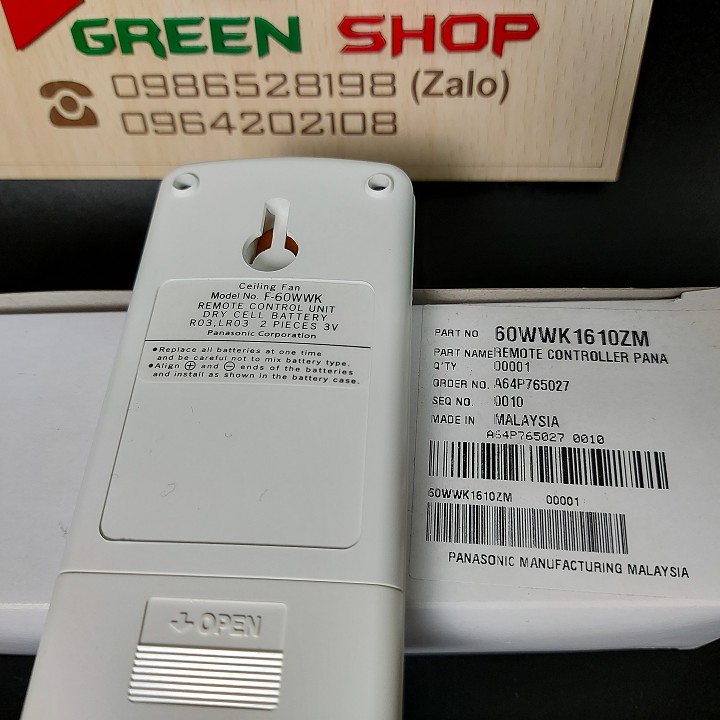 GREEN SHOP
0986528198 (Zalo)
0964202108
Ceiling Fan
Model No. F-60WWK
REMOTE CONTROL UNIT
DRY CELL BATTERY
R03,LR03 2 PIECES 3V
Panasonic Corporation
•Replace all batteries at one time
and be careful not to mix battery type.
•Align ⊕ and ⊖ ends of the batteries
and install as shown in the battery case.
OPEN
PART NO 60WWK1610ZM
PART NAME REMOTE CONTROLLER PANA
Q'TY 00001
ORDER NO. A64P765027
SEQ NO. 0010
MADE IN MALAYSIA
A64P765027 0010
60WWK1610ZM 00001
PANASONIC MANUFACTURING MALAYSIA